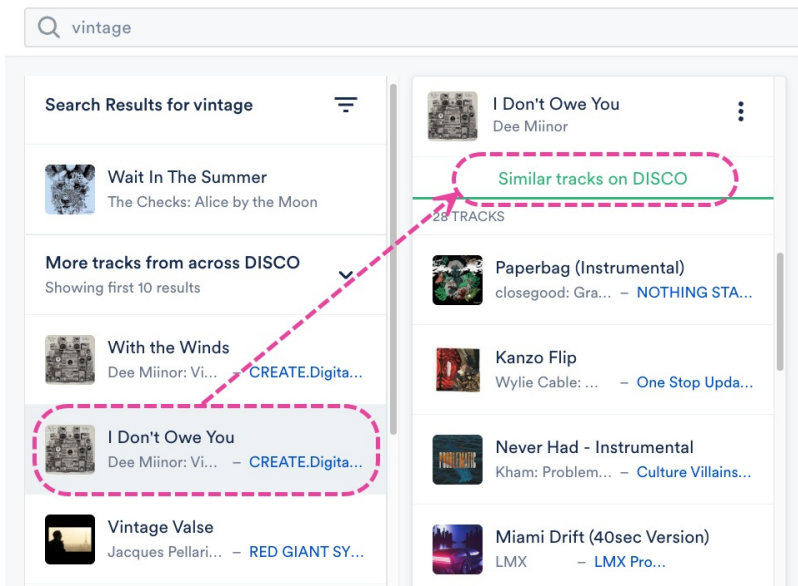 vintage
Search Results for vintage
Wait In The Summer
The Checks: Alice by the Moon
More tracks from across DISCO
Showing first 10 results
With the Winds
Dee Miinor: Vi... – CREATE.Digita...
I Don't Owe You
Dee Miinor: Vi... – CREATE.Digita...
Vintage Valse
Jacques Pellari... – RED GIANT SY...
I Don't Owe You
Dee Miinor
Similar tracks on DISCO
28 TRACKS
Paperbag (Instrumental)
closegood: Gra... – NOTHING STA...
Kanzo Flip
Wylie Cable: ... – One Stop Upda...
Never Had - Instrumental
Kham: Problem... – Culture Villains...
PROBLEMATIC
Miami Drift (40sec Version)
LMX – LMX Pro...